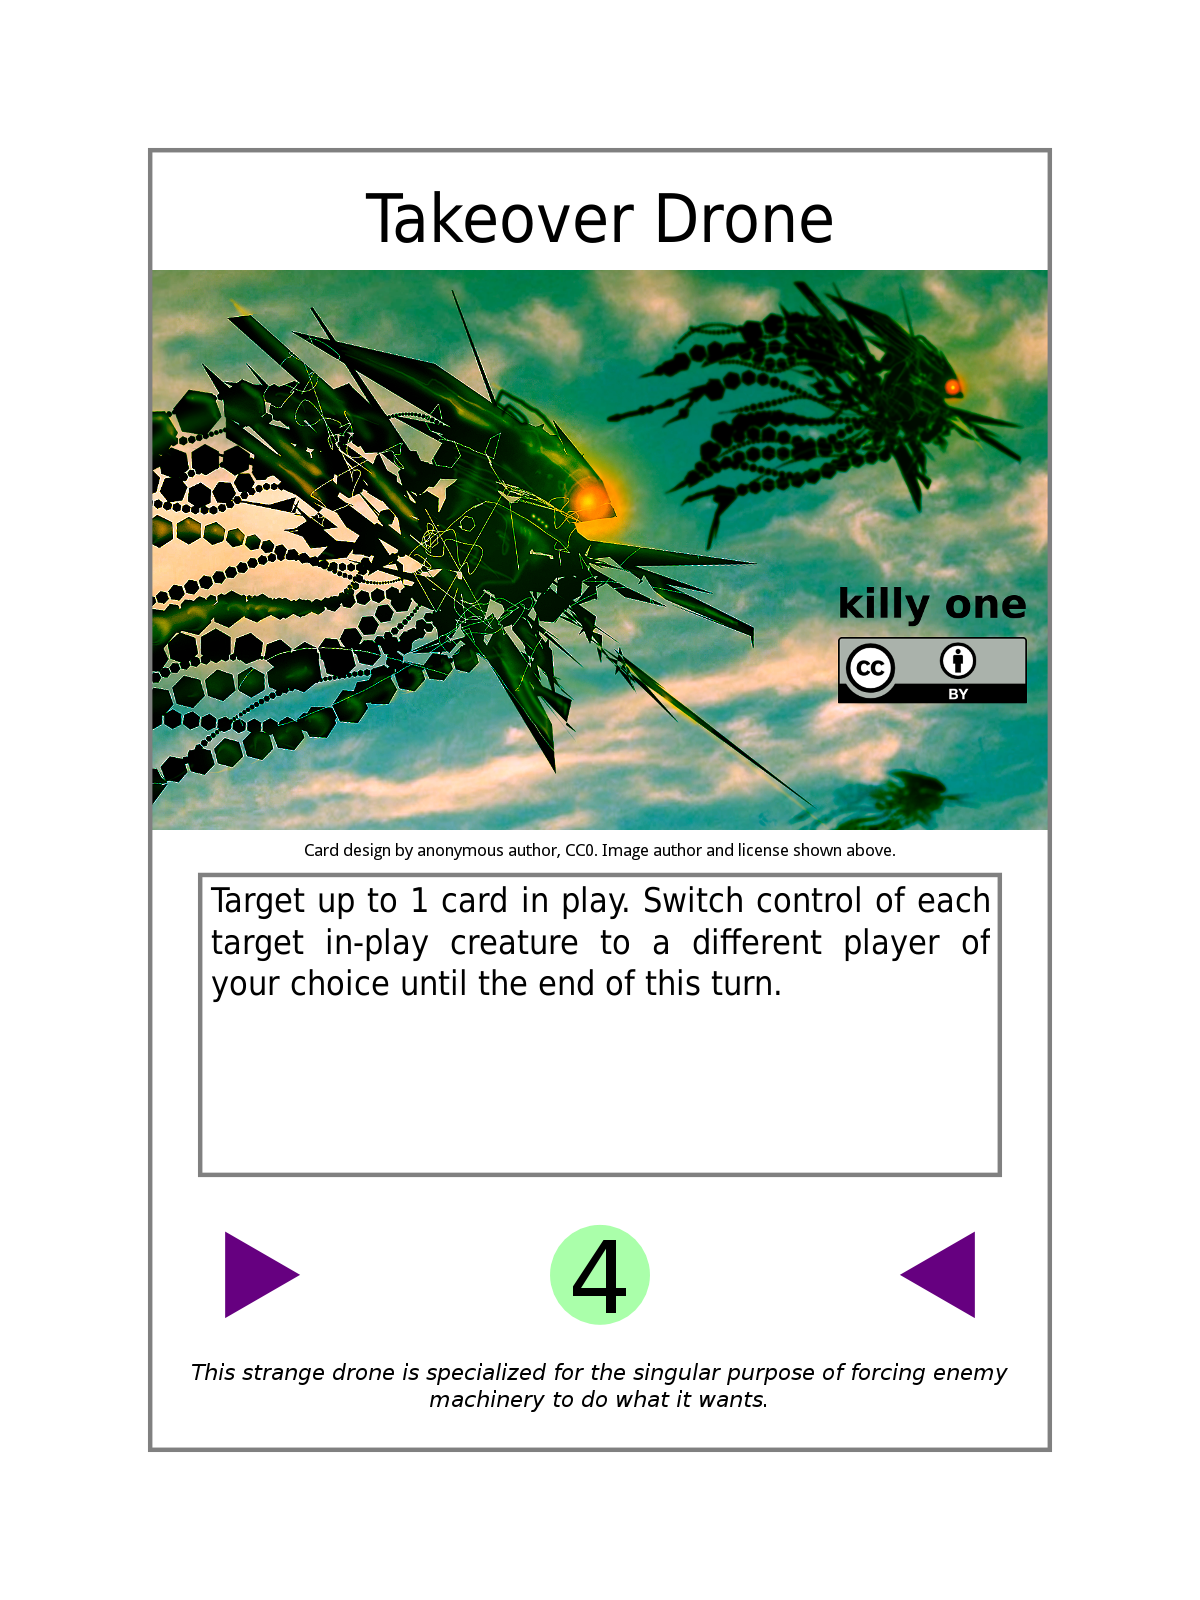 Takeover Drone
killy one
CC
BY
Card design by anonymous author, CC0. Image author and license shown above.
Target up to 1 card in play. Switch control of each
target in-play creature to a different player of
your choice until the end of this turn.
4
This strange drone is specialized for the singular purpose of forcing enemy
machinery to do what it wants.